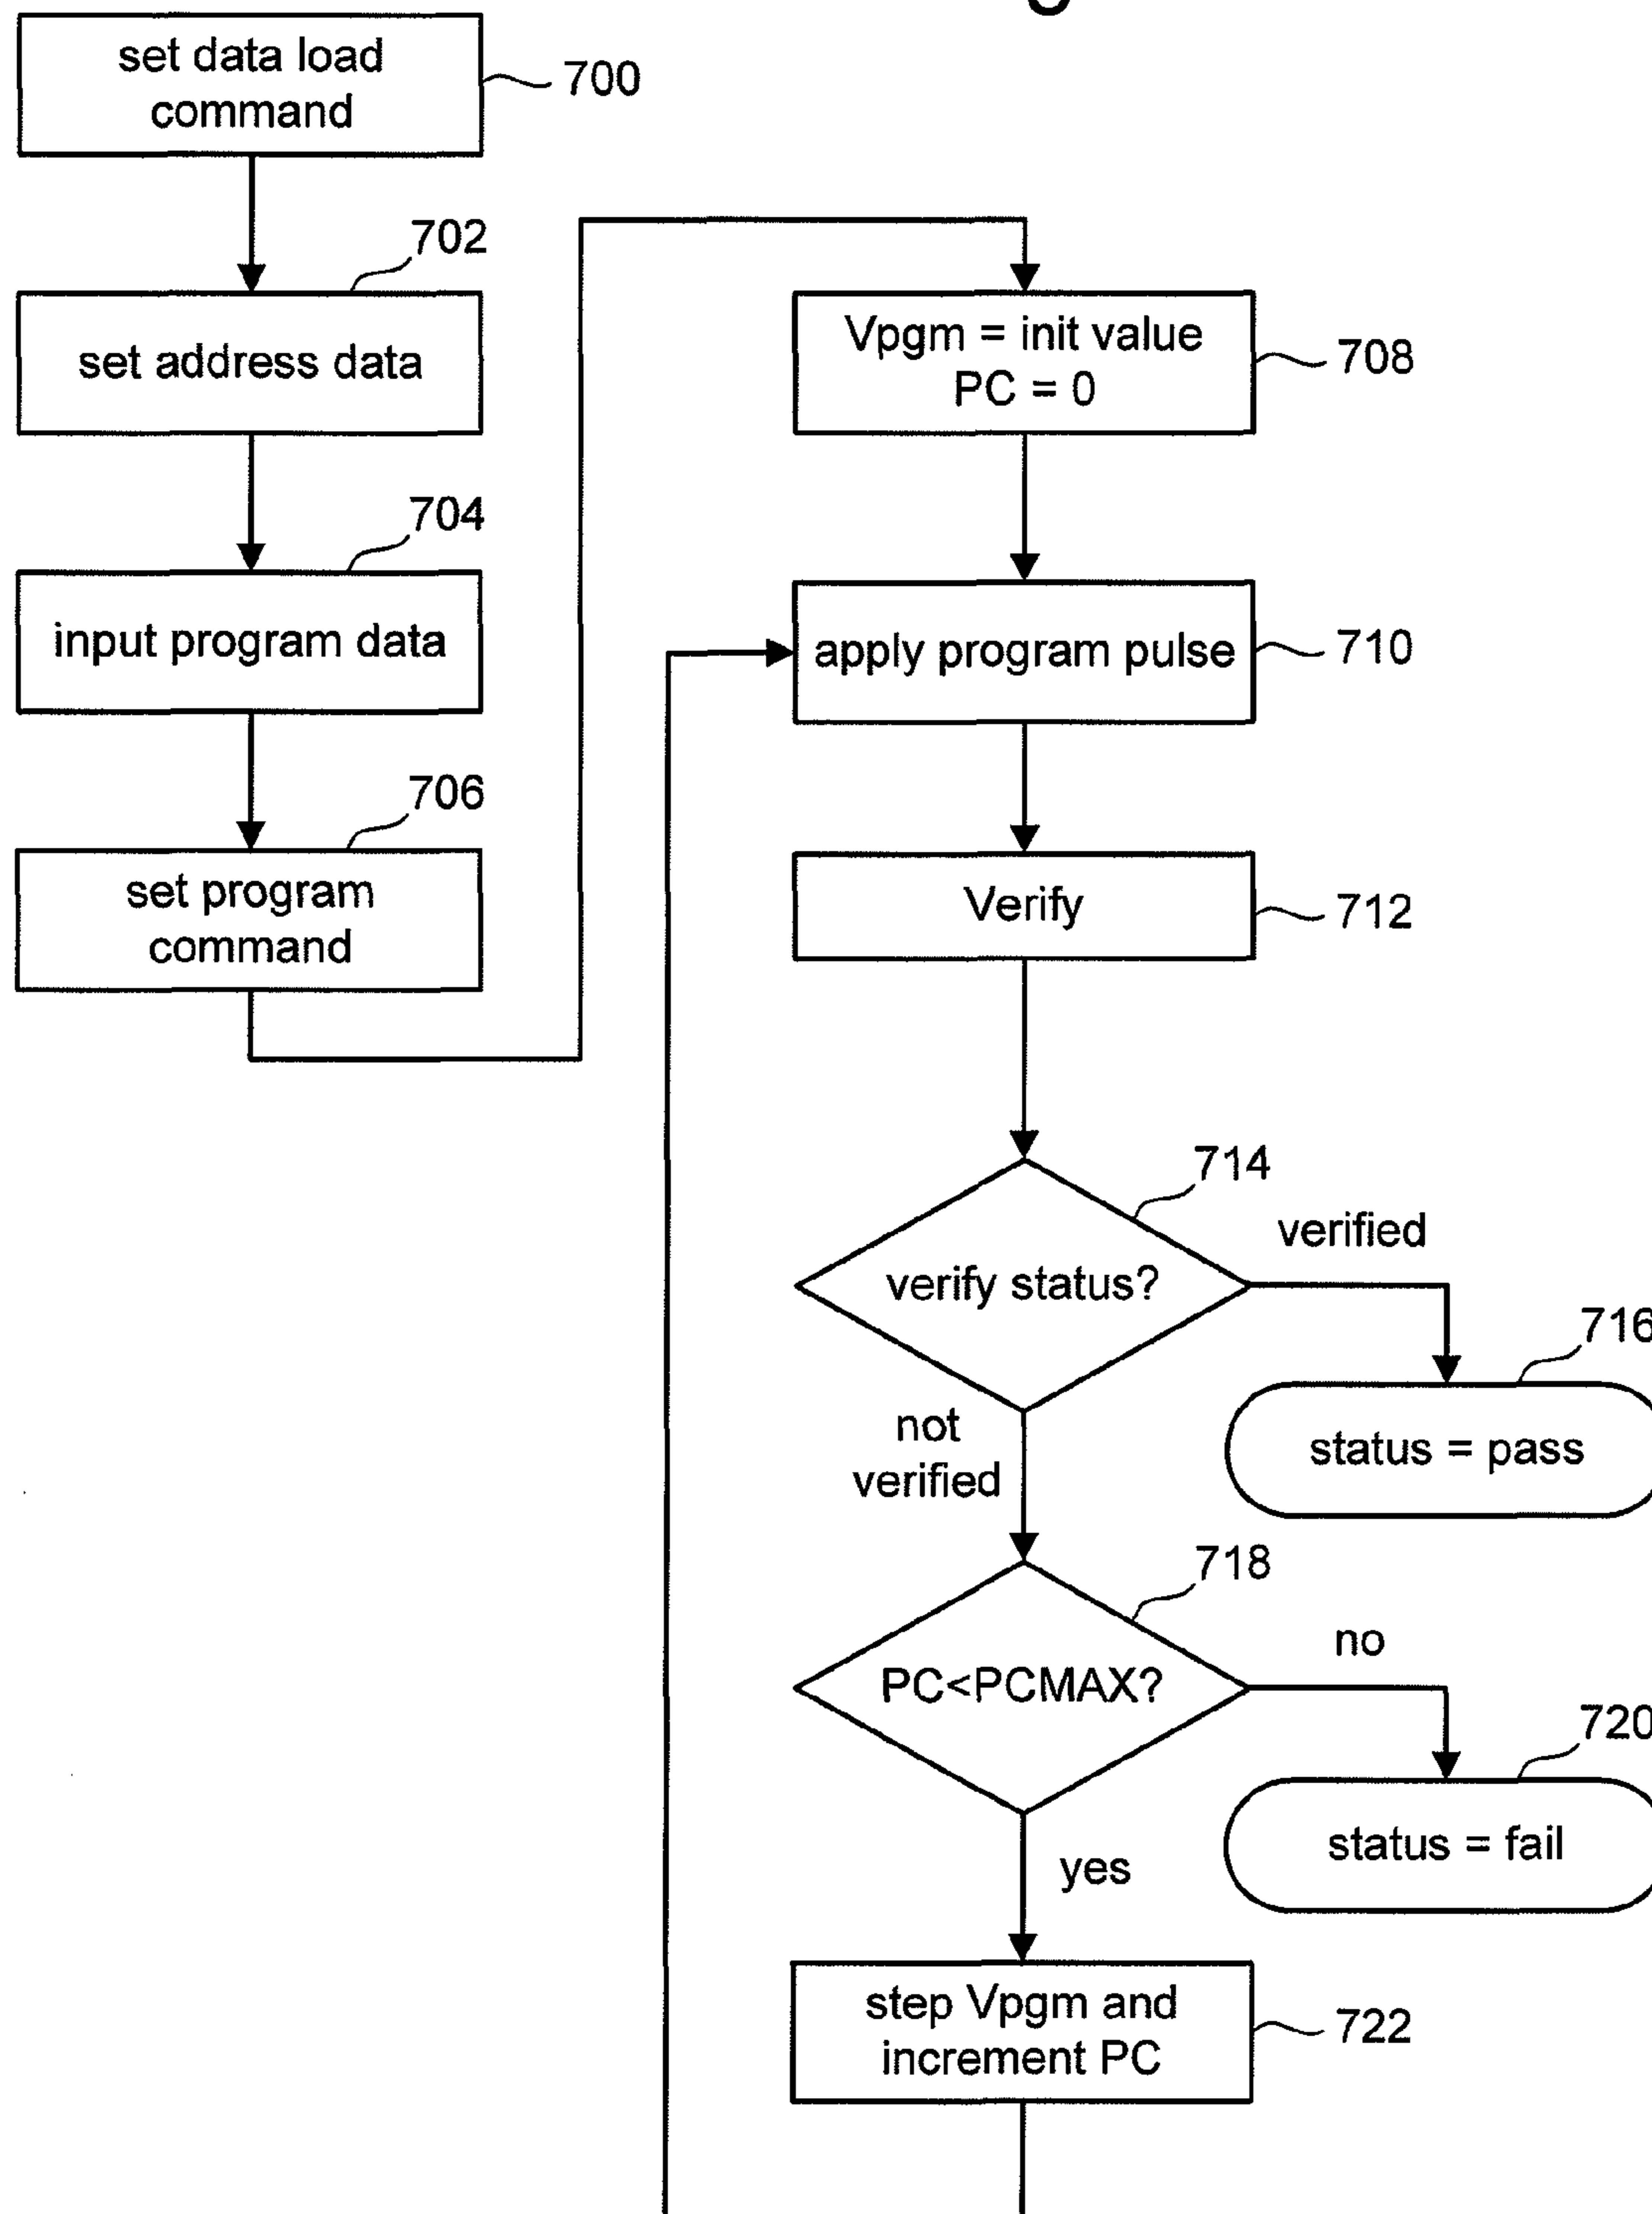 set data load
command
700
702
set address data
704
input program data
706
set program
command
Vpgm = init value
PC = 0
708
apply program pulse
710
Verify
712
714
verify status?
verified
716
status = pass
not
verified
718
PC<PCMAX?
no
720
status = fail
yes
step Vpgm and
increment PC
722